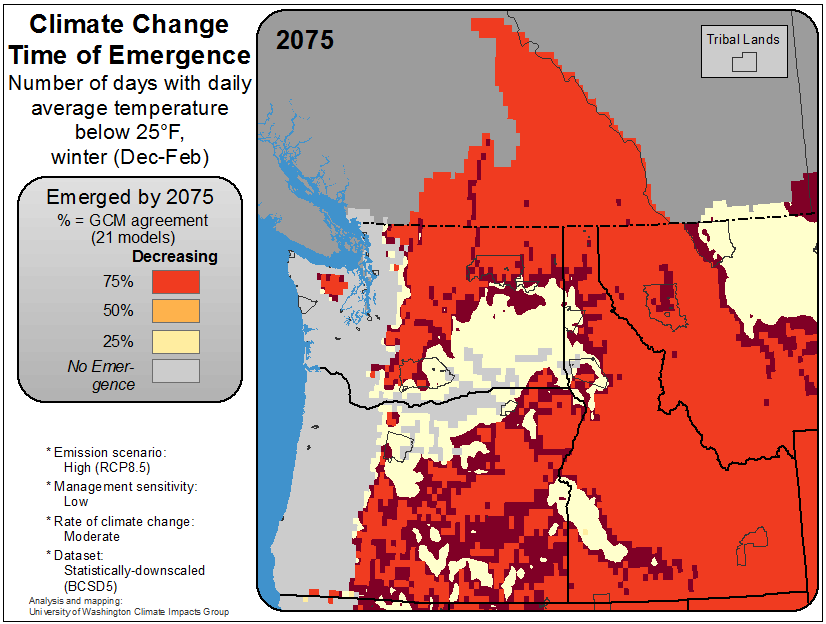 Climate Change
Time of Emergence
Number of days with daily
average temperature
below 25°F,
winter (Dec-Feb)
Emerged by 2075
% = GCM agreement
(21 models)
Decreasing
75%
50%
25%
No Emer-
gence
* Emission scenario:
High (RCP8.5)
* Management sensitivity:
Low
* Rate of climate change:
Moderate
* Dataset:
Statistically-downscaled
(BCSD5)
Analysis and mapping:
University of Washington Climate Impacts Group
2075
Tribal Lands